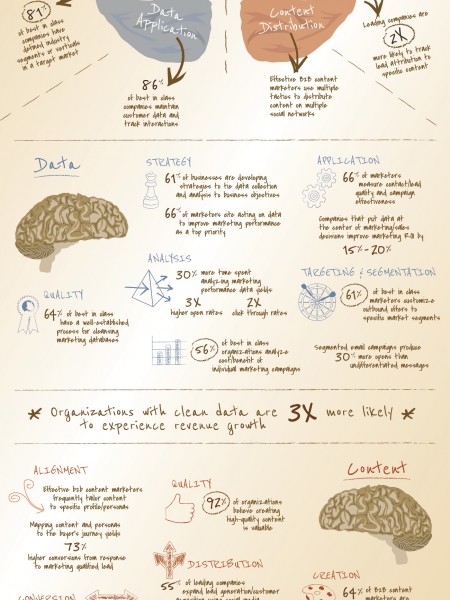 87%
of best in class
companies have
defined industry
segments or verticals
in a target market
Data
Application
86%
of best in class
companies maintain
customer data and
track interactions
Content
Distribution
Effective B2B content
marketers use multiple
tactics to distribute
content on multiple
social networks
Leading companies are
2X
more likely to track
lead attribution to
specific content
Data
STRATEGY
61% of businesses are developing
strategies to tie data collection
and analysis to business objectives
66% of marketers cite acting on data
to improve marketing performance
as a top priority
APPLICATION
66% of marketers
measure contact/lead
quality and campaign
effectiveness
Companies that put data at
the center of marketing/sales
decisions improve marketing ROI by
15%-20%
ANALYSIS
30% more time spent
analyzing marketing
performance data yields
3X
higher open rates
2X
click through rates
56% of best in class
organizations analyze
cost/benefit of
individual marketing campaigns
QUALITY
64% of best in class
have a well-established
process for cleansing
marketing databases
TARGETING & SEGMENTATION
61% of best in class
marketers customize
outbound offers to
specific market segments
Segmented email campaigns produce
30% more opens than
undifferentiated messages
* Organizations with clean data are 3X more likely *
to experience revenue growth
ALIGNMENT
Effective b2b content marketers
frequently tailor content
to specific profile/personas
Mapping content and personas
to the buyer's journey yields
73%
higher conversions from response
to marketing qualified lead
QUALITY
92% of organizations
believe creating
high-quality content
is valuable
Content
DISTRIBUTION
55% of leading companies
expand lead generation/customer
acquisition using social media
CREATION
64% of B2B content
marketers are
CONVERSION